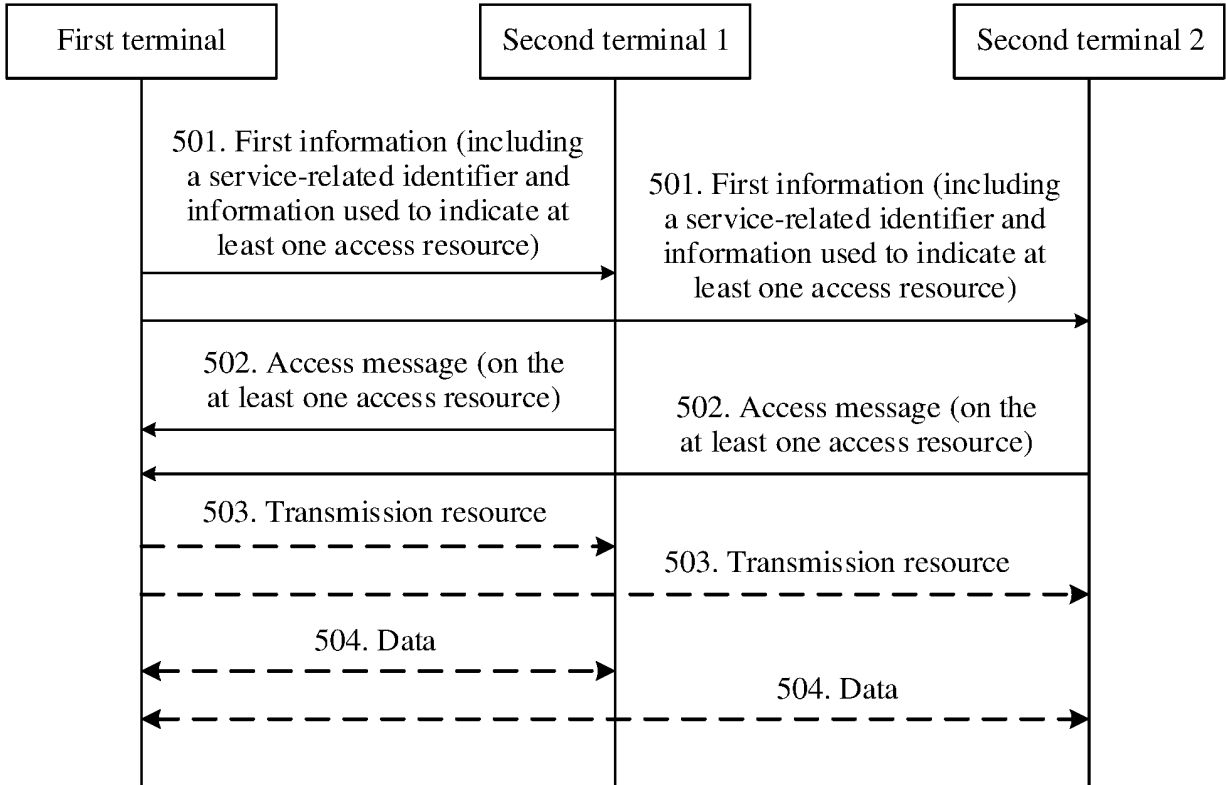 First terminal
Second terminal 1
Second terminal 2
501. First information (including
a service-related identifier and
information used to indicate at
least one access resource)
501. First information (including
a service-related identifier and
information used to indicate at
least one access resource)
502. Access message (on the
at least one access resource)
502. Access message (on the
at least one access resource)
503. Transmission resource
503. Transmission resource
504. Data
504. Data